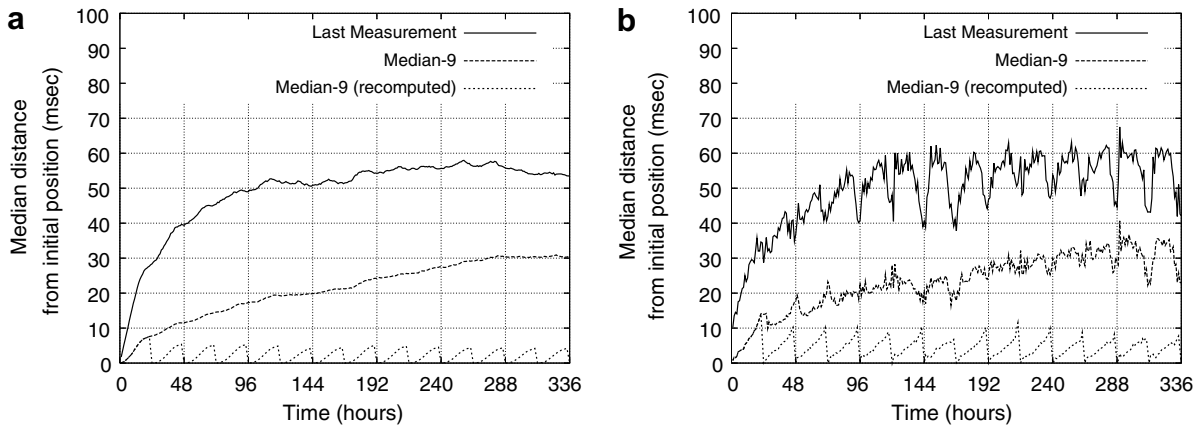 a
Median distance
from initial position (msec)
100
90
80
70
60
50
40
30
20
10
0
Last Measurement
Median-9
Median-9 (recomputed)
0 48 96 144 192 240 288 336
Time (hours)
b
Median distance
from initial position (msec)
100
90
80
70
60
50
40
30
20
10
0
Last Measurement
Median-9
Median-9 (recomputed)
0 48 96 144 192 240 288 336
Time (hours)